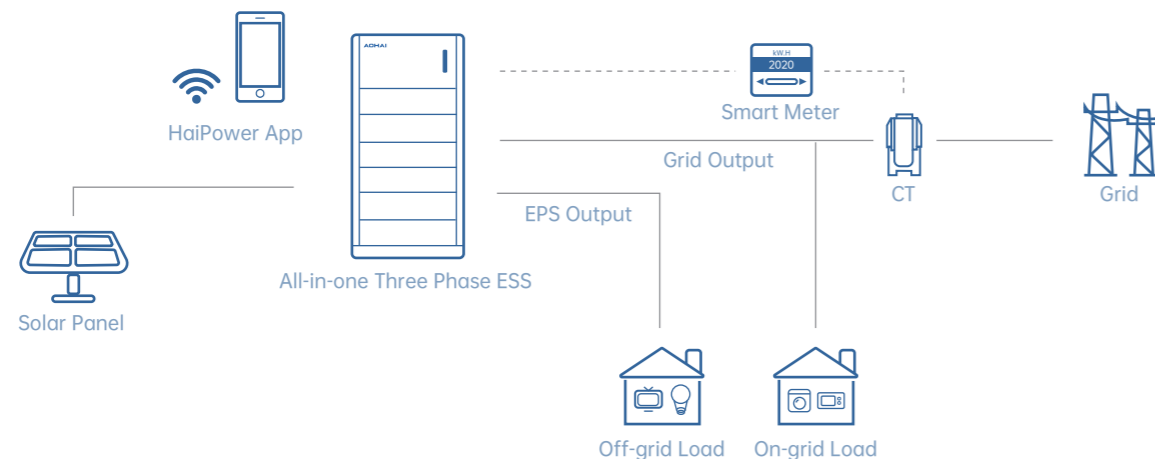 AOHAI
kW.H
2020
Smart Meter
HaiPower App
Grid Output
CT
Grid
EPS Output
All-in-one Three Phase ESS
Solar Panel
Off-grid Load
On-grid Load